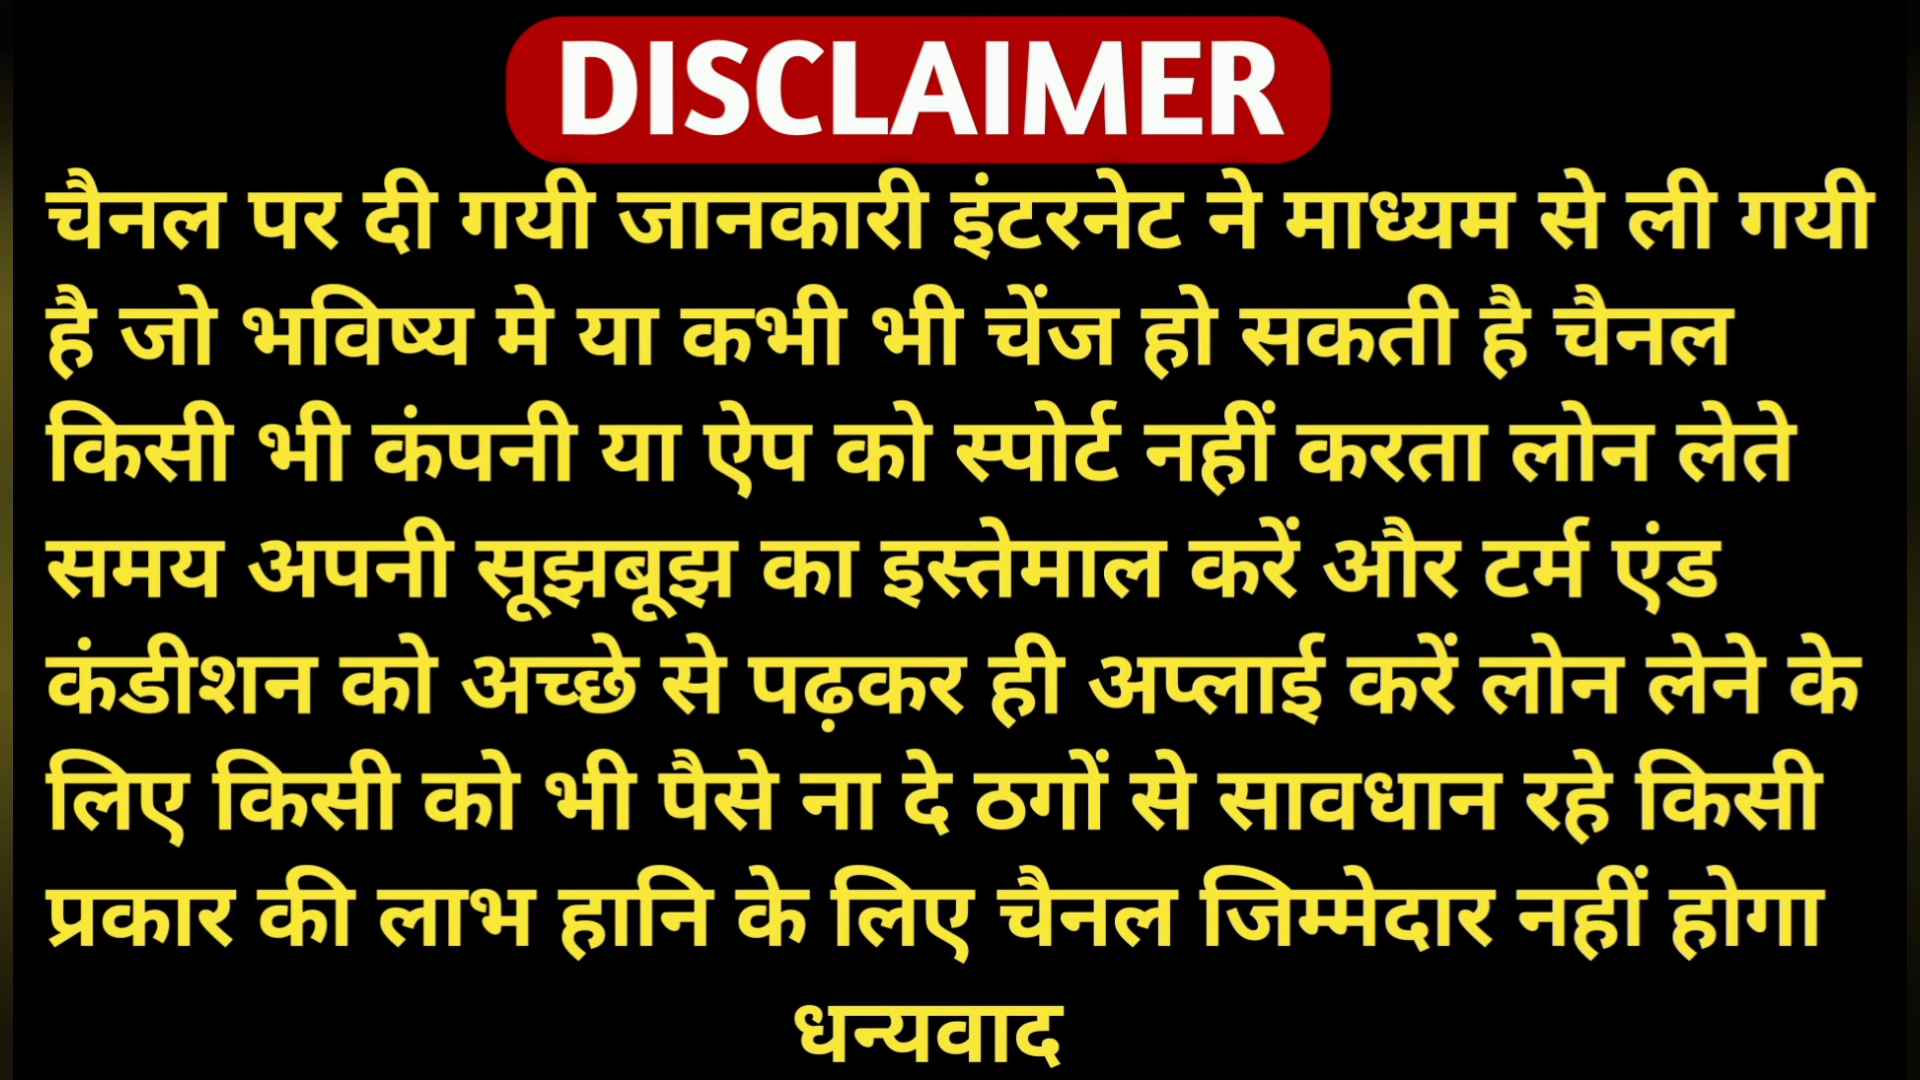 DISCLAIMER
चैनल पर दी गयी जानकारी इंटरनेट ने माध्यम से ली गयी
है जो भविष्य मे या कभी भी चेंज हो सकती है चैनल
किसी भी कंपनी या ऐप को स्पोर्ट नहीं करता लोन लेते
समय अपनी सूझबूझ का इस्तेमाल करें और टर्म एंड
कंडीशन को अच्छे से पढ़कर ही अप्लाई करें लोन लेने के
लिए किसी को भी पैसे ना दे ठगों से सावधान रहे किसी
प्रकार की लाभ हानि के लिए चैनल जिम्मेदार नहीं होगा
धन्यवाद